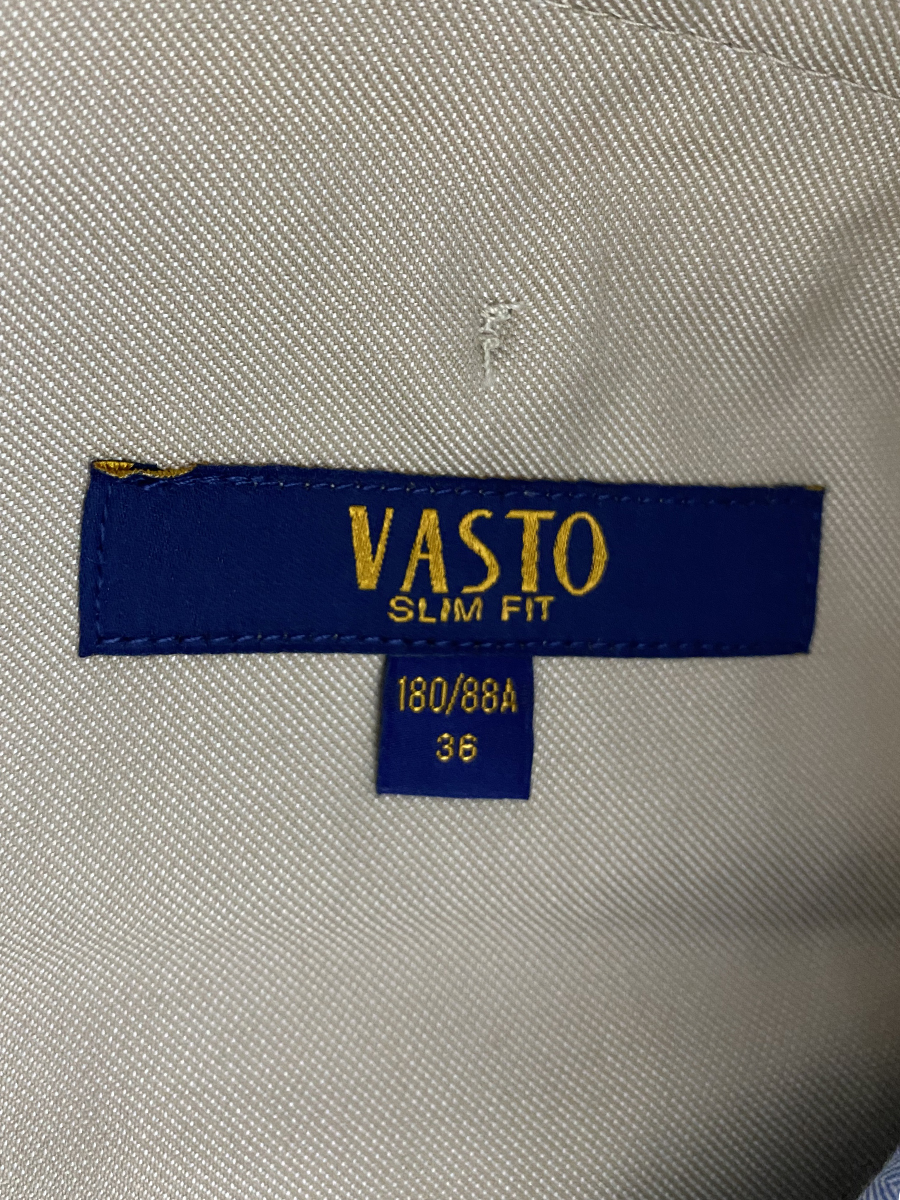 VASTO
SLIM FIT
180/88A
36